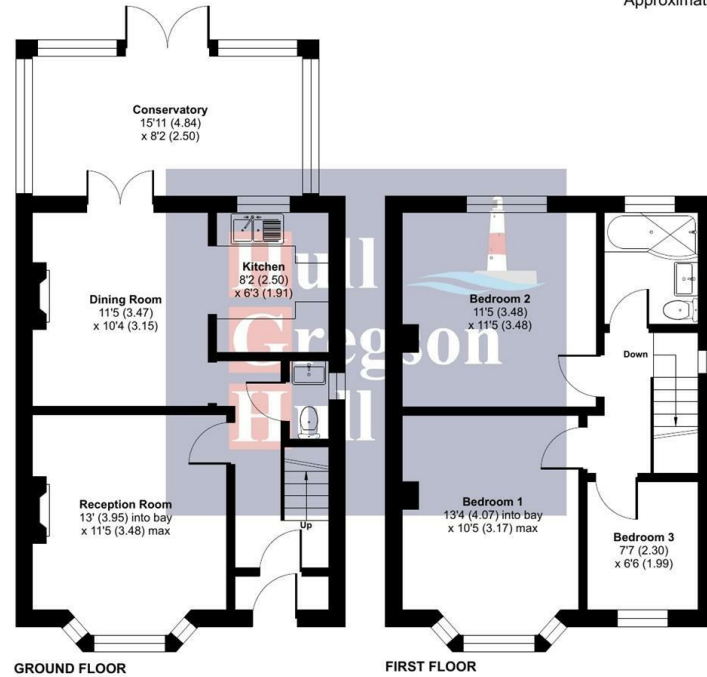 Approximat
Conservatory
15'11 (4.84)
x 8'2 (2.50)
Dining Room
11'5 (3.47)
x 10'4 (3.15)
Kitchen
8'2 (2.50)
x 6'3 (1.91)
Reception Room
13' (3.95) into bay
x 11'5 (3.48) max
Up
GROUND FLOOR
Bedroom 2
11'5 (3.48)
x 11'5 (3.48)
Down
Bedroom 1
13'4 (4.07) into bay
x 10'5 (3.17) max
Bedroom 3
7'7 (2.30)
x 6'6 (1.99)
FIRST FLOOR
Hull
Gregson
Hull